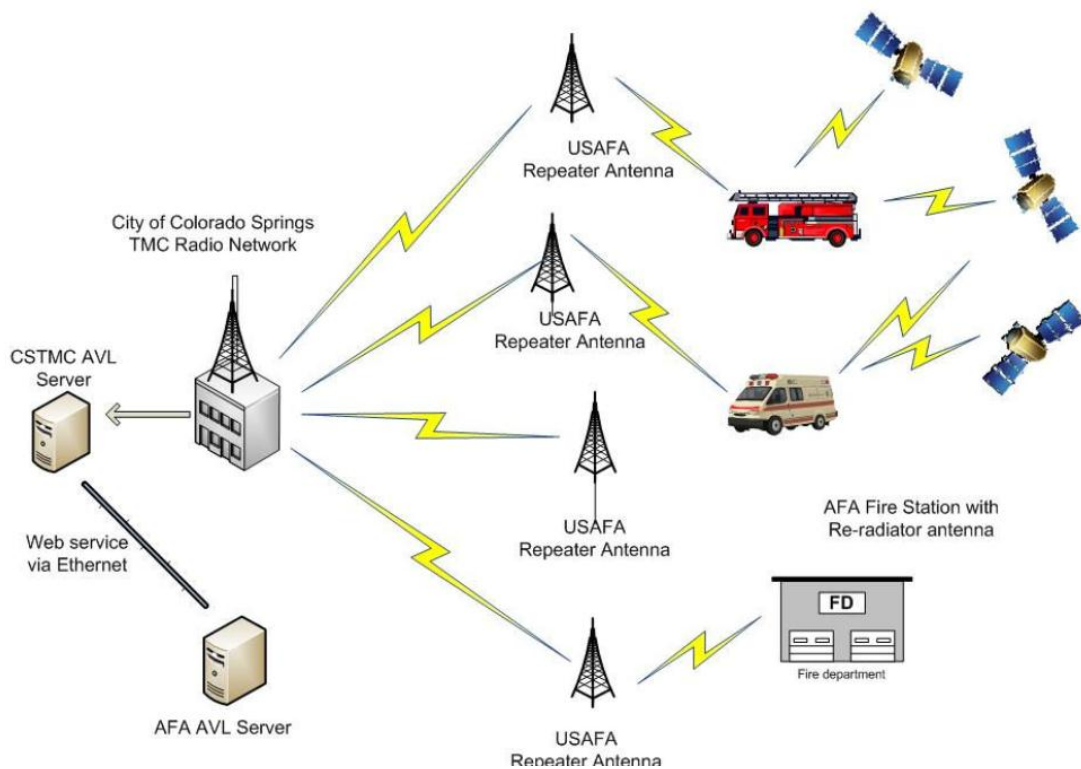 USAFA
Repeater Antenna
City of Colorado Springs
TMC Radio Network
USAFA
Repeater Antenna
CSTMC AVL
Server
USAFA
Repeater Antenna
AFA Fire Station with
Re-radiator antenna
Web service
via Ethernet
FD
Fire department
AFA AVL Server
USAFA
Repeater Antenna